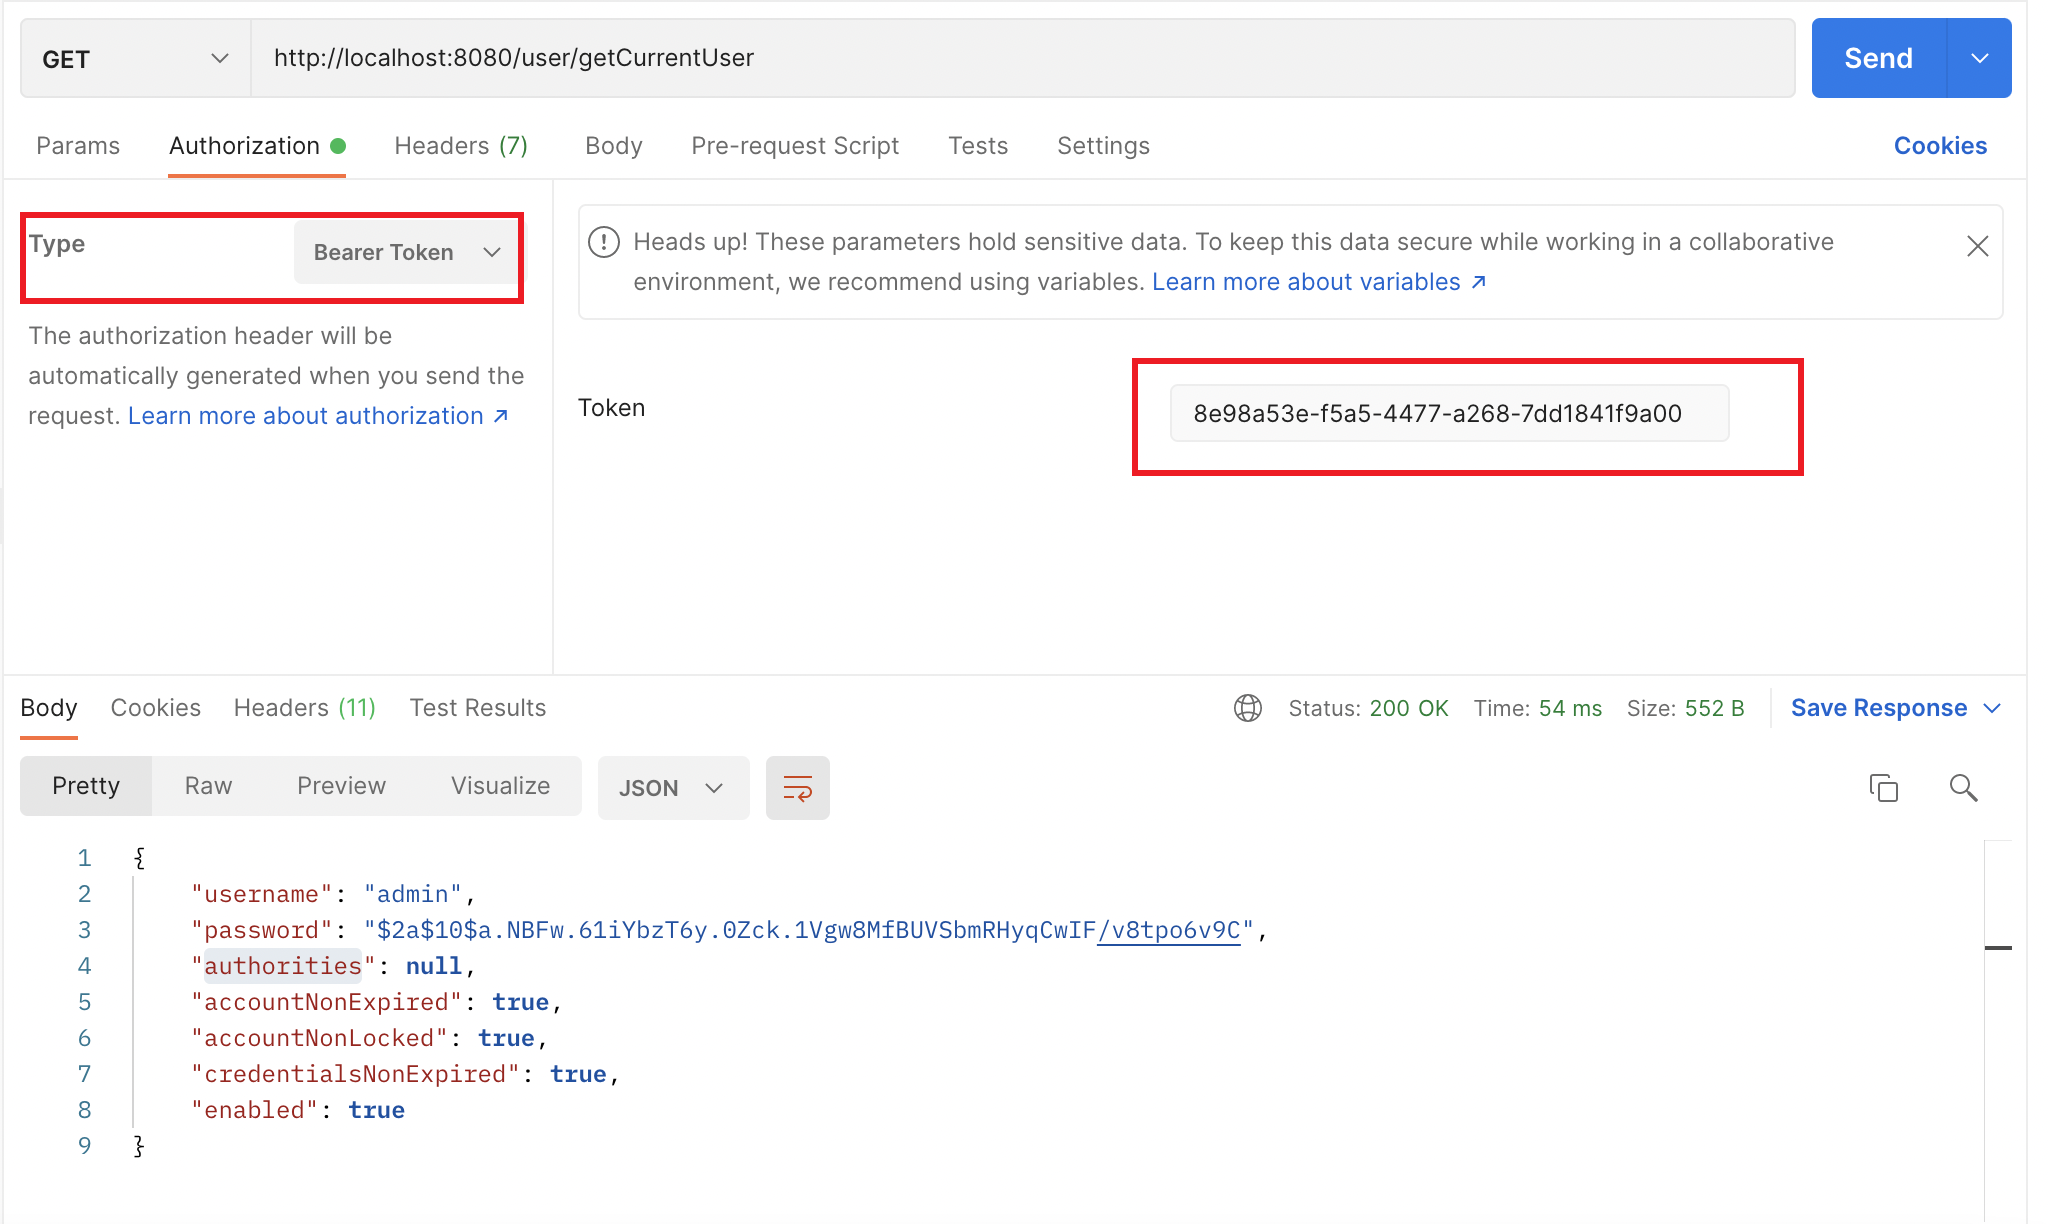 GET http://localhost:8080/user/getCurrentUser Send
Params Authorization Headers (7) Body Pre-request Script Tests Settings Cookies
Type Bearer Token
The authorization header will be
automatically generated when you send the
request. Learn more about authorization ↗
Heads up! These parameters hold sensitive data. To keep this data secure while working in a collaborative
environment, we recommend using variables. Learn more about variables ↗
Token 8e98a53e-f5a5-4477-a268-7dd1841f9a00
Body Cookies Headers (11) Test Results Status: 200 OK Time: 54 ms Size: 552 B Save Response
Pretty Raw Preview Visualize JSON
1 {
2 "username": "admin",
3 "password": "$2a$10$a.NBFw.61iYbzT6y.0Zck.1Vgw8MfBUVSbmRHyqCwIF/v8tpo6v9C",
4 "authorities": null,
5 "accountNonExpired": true,
6 "accountNonLocked": true,
7 "credentialsNonExpired": true,
8 "enabled": true
9 }